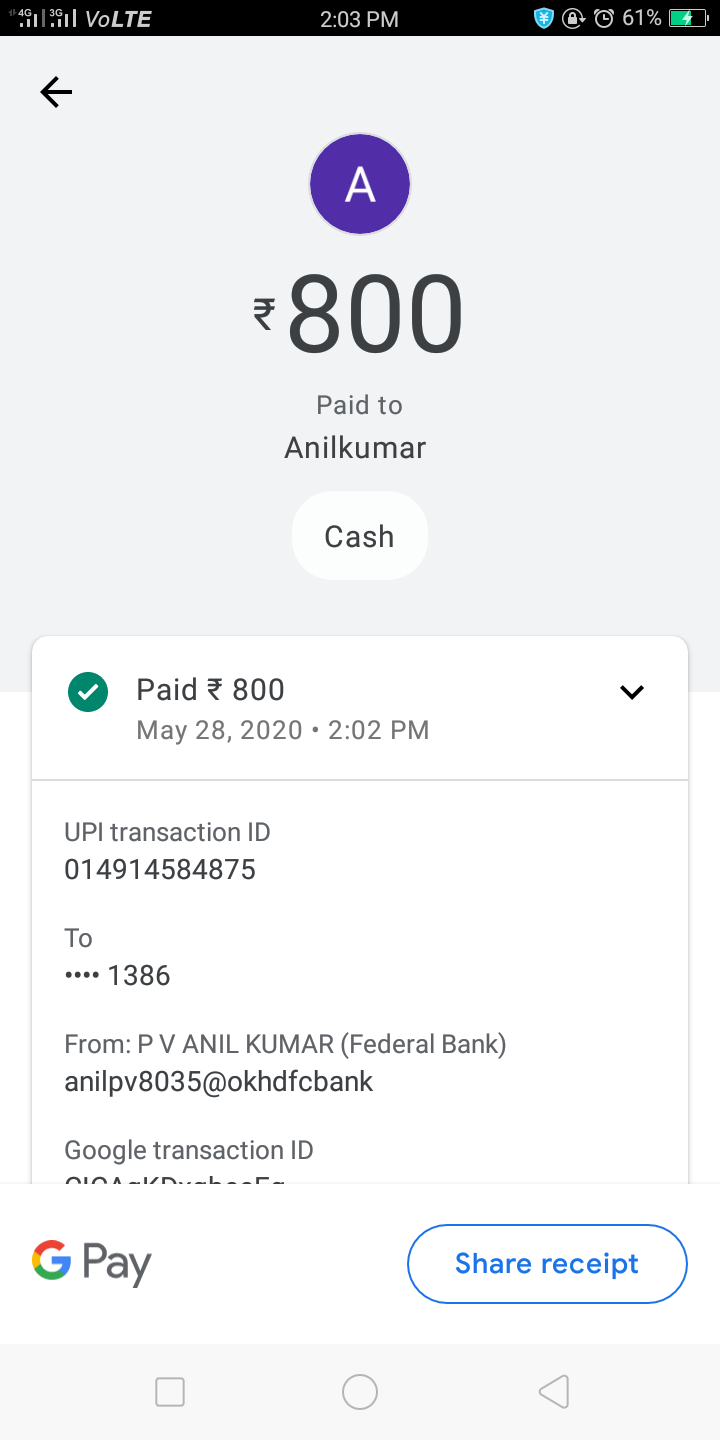 4G 3G VoLTE 2:03 PM 61%
A
₹800
Paid to
Anilkumar
Cash
Paid ₹ 800
May 28, 2020 • 2:02 PM
UPI transaction ID
014914584875
To
•••• 1386
From: P V ANIL KUMAR (Federal Bank)
anilpv8035@okhdfcbank
Google transaction ID
G Pay
Share receipt